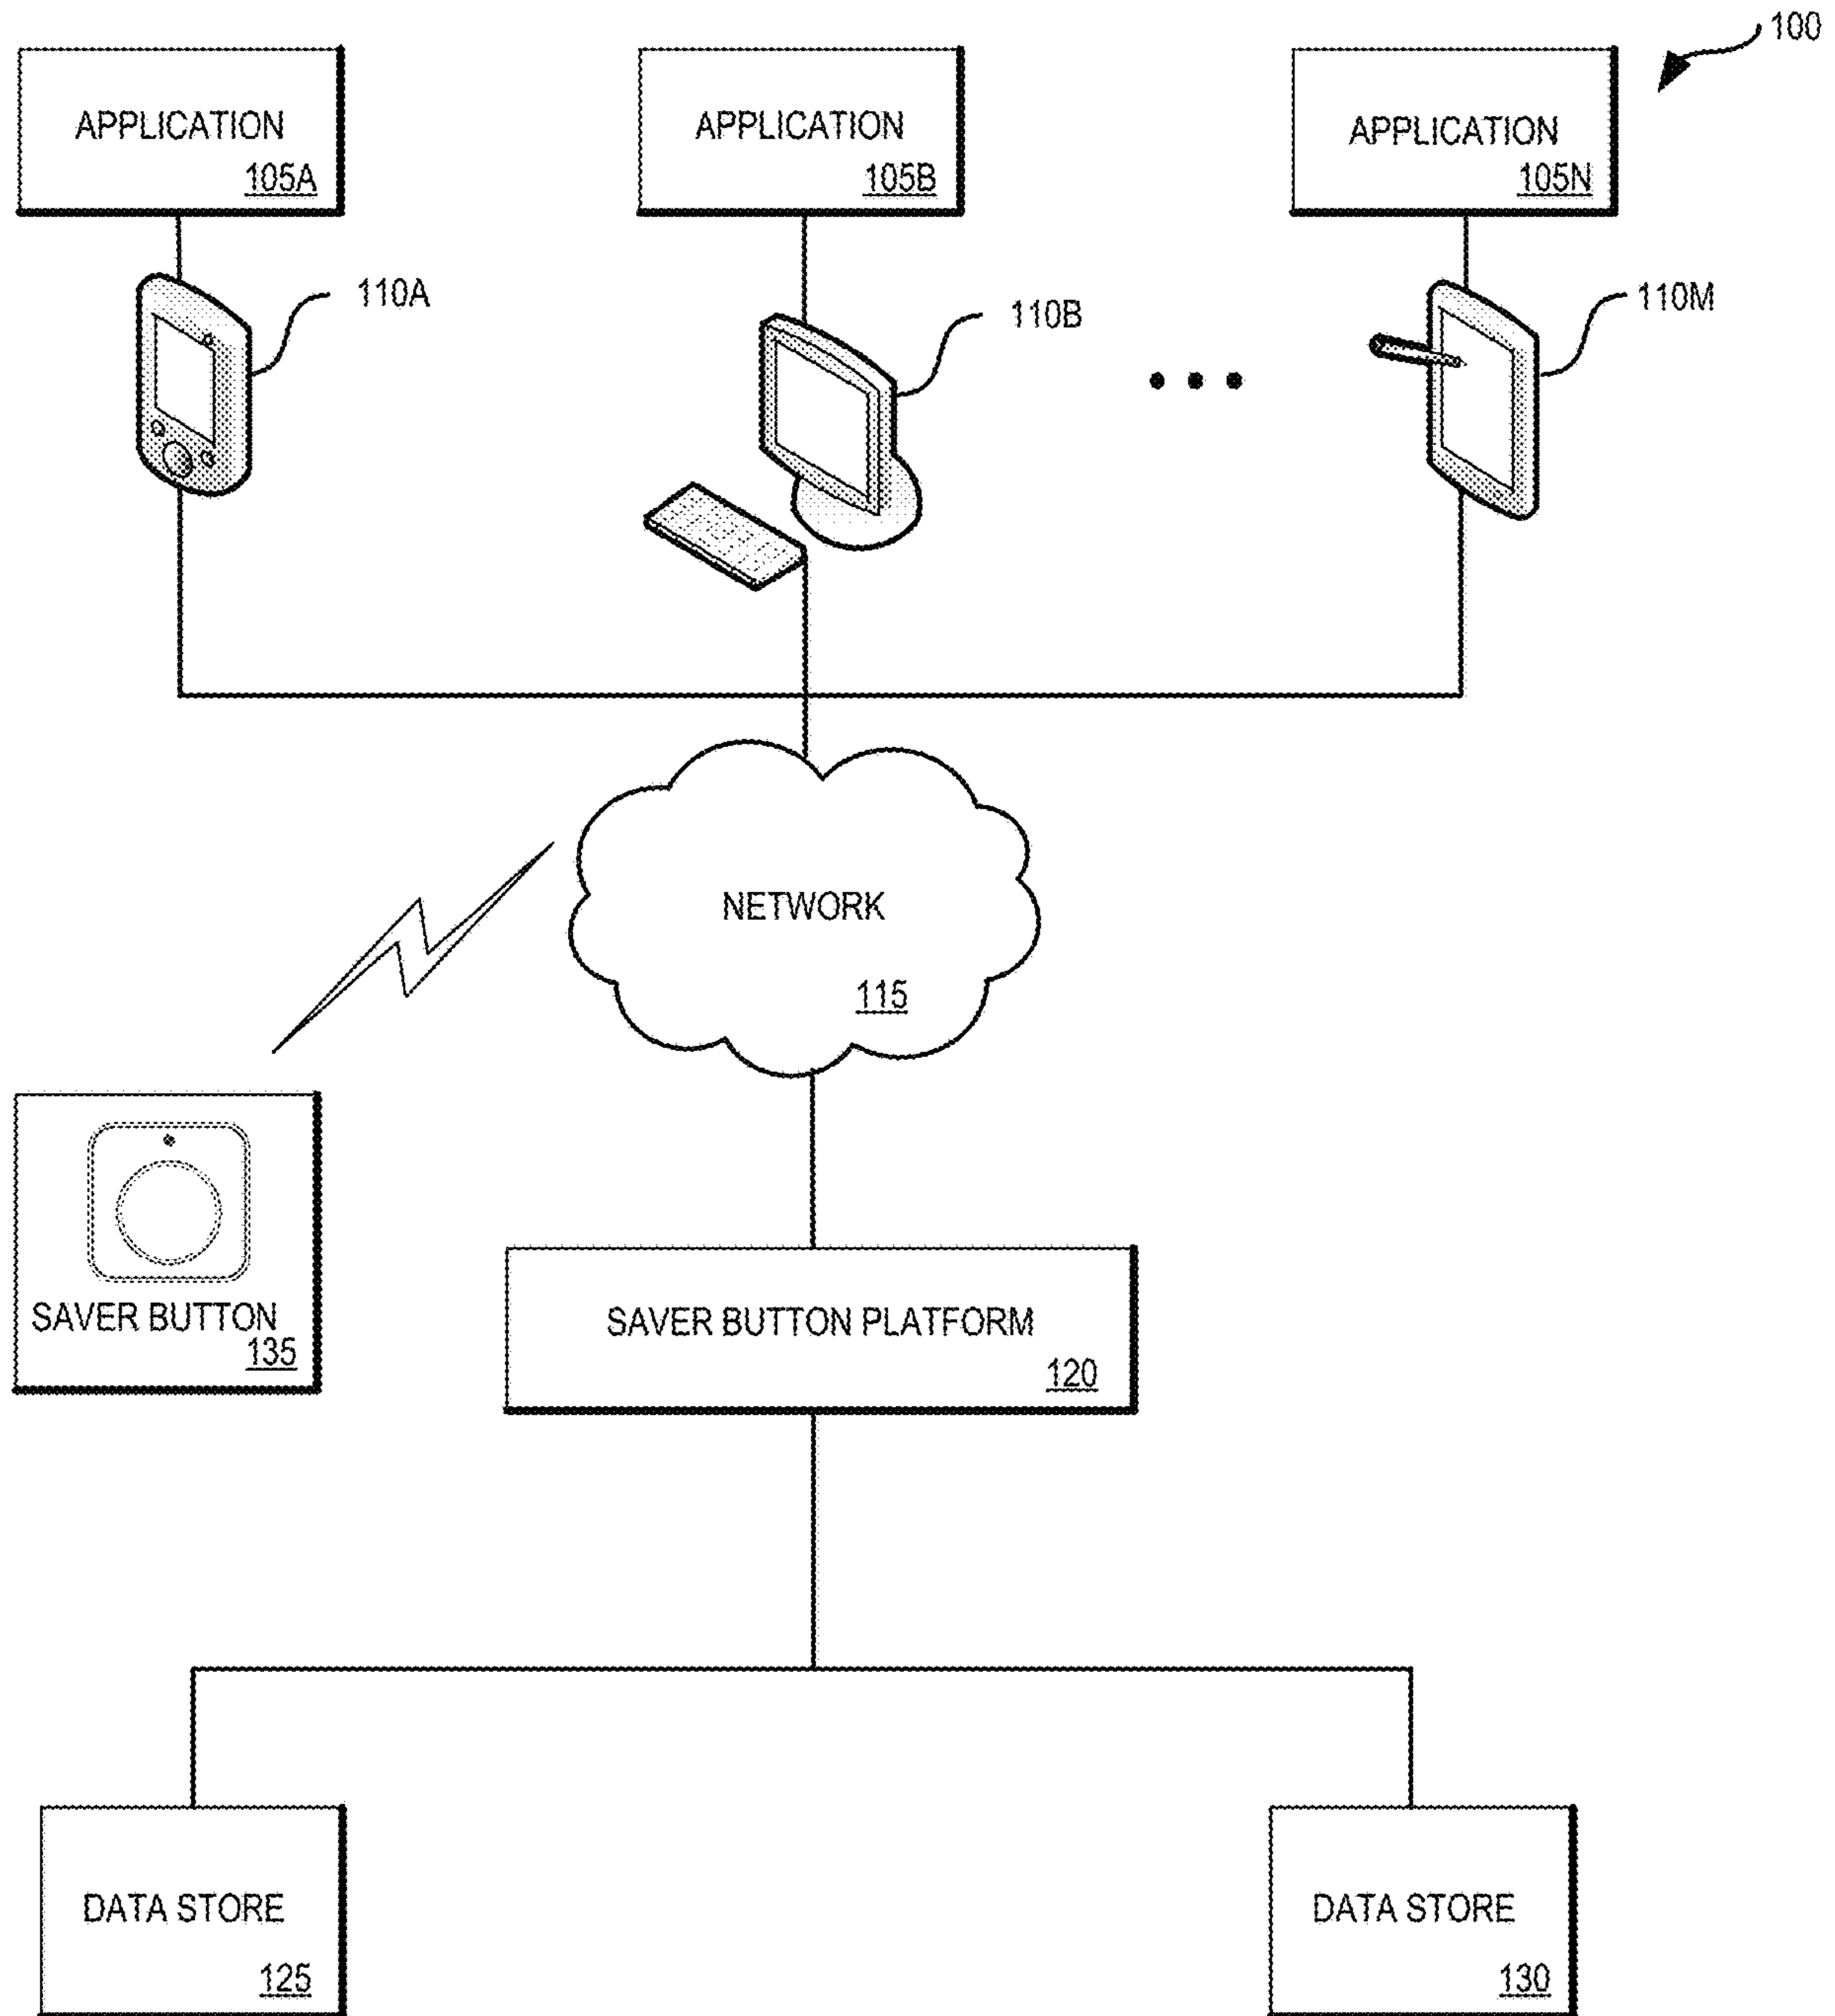 100
APPLICATION
105A
APPLICATION
105B
APPLICATION
105N
110A
110B
110M
NETWORK
115
SAVER BUTTON
135
SAVER BUTTON PLATFORM
120
DATA STORE
125
DATA STORE
130